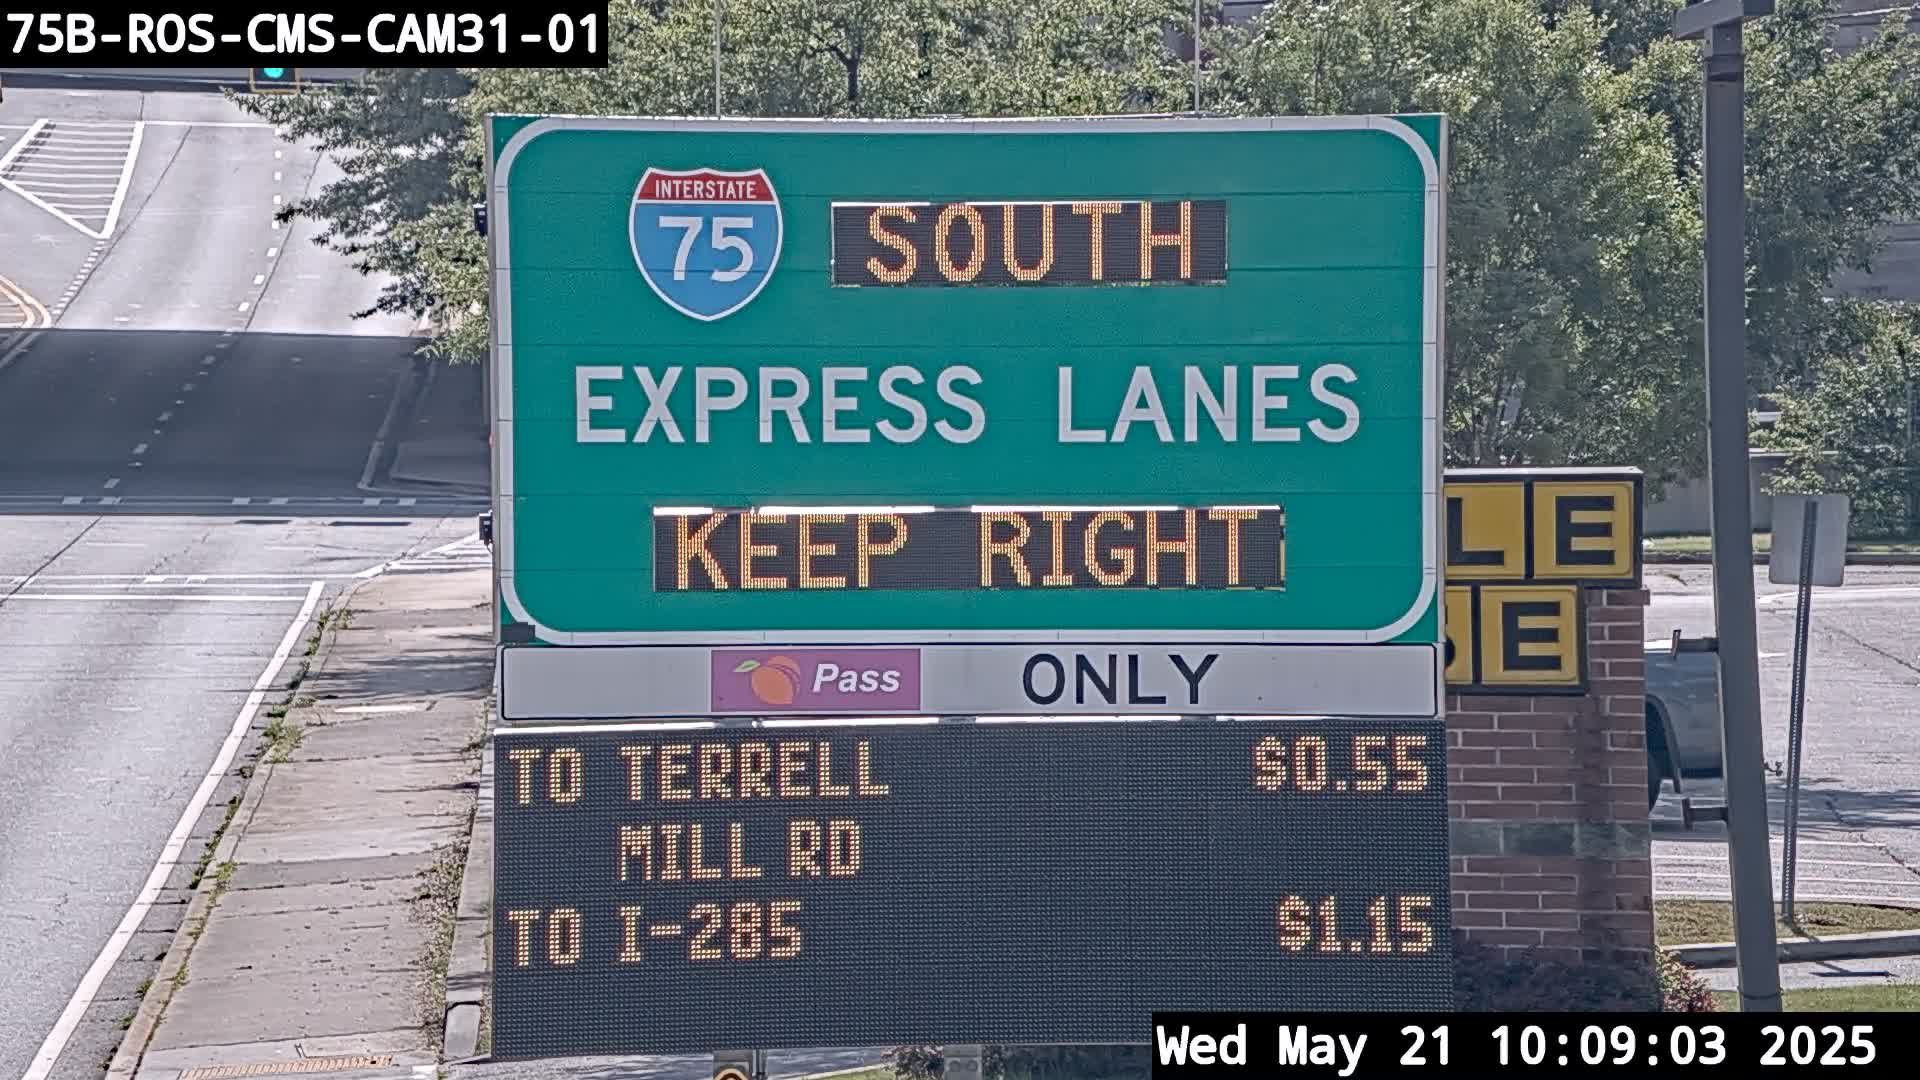 75B-ROS-CMS-CAM31-01
INTERSTATE
75
SOUTH
EXPRESS LANES
KEEP RIGHT
Pass ONLY
TO TERRELL $0.55
MILL RD
TO I-285 $1.15
LE
E
Wed May 21 10:09:03 2025